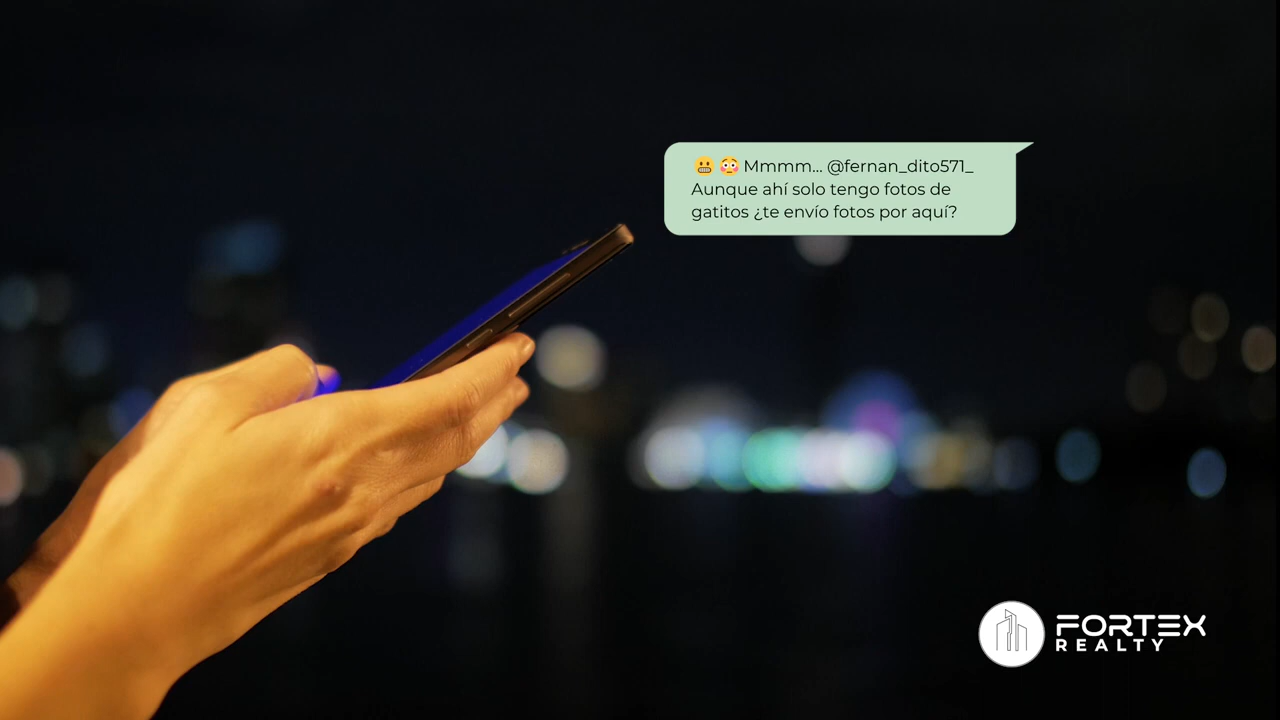 😬😳 Mmmm... @fernan_dito571_
Aunque ahí solo tengo fotos de
gatitos ¿te envío fotos por aquí?
FORTEX
REALTY